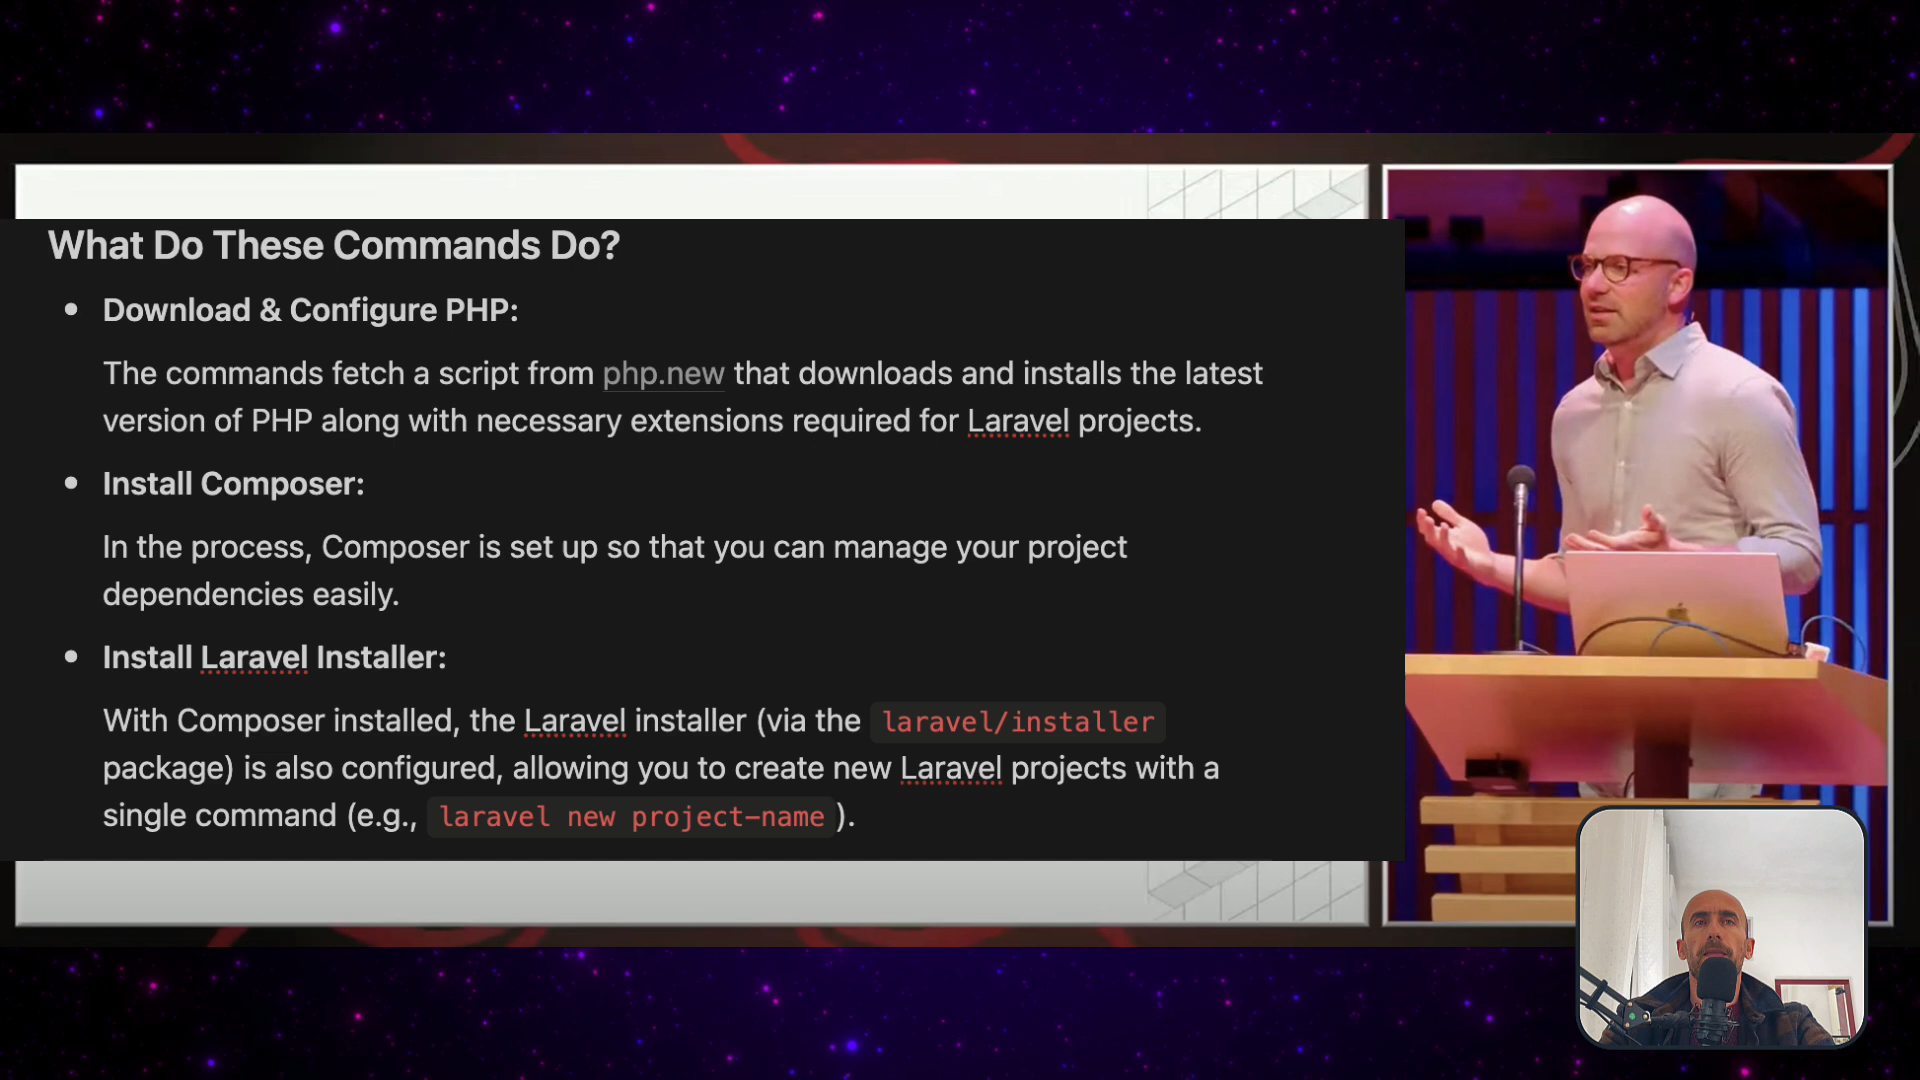 What Do These Commands Do?
• Download & Configure PHP:
The commands fetch a script from php.new that downloads and installs the latest
version of PHP along with necessary extensions required for Laravel projects.
• Install Composer:
In the process, Composer is set up so that you can manage your project
dependencies easily.
• Install Laravel Installer:
With Composer installed, the Laravel installer (via the laravel/installer
package) is also configured, allowing you to create new Laravel projects with a
single command (e.g., laravel new project-name ).